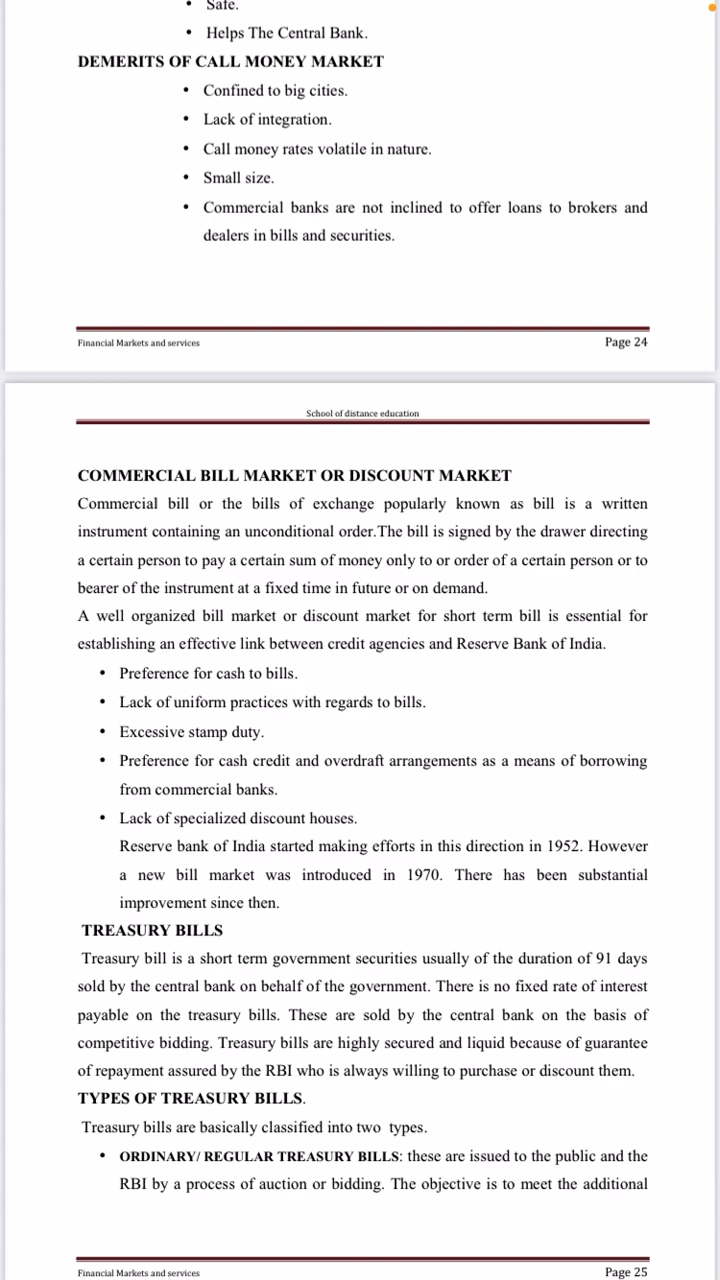 • Safe.
• Helps The Central Bank.
DEMERITS OF CALL MONEY MARKET
• Confined to big cities.
• Lack of integration.
• Call money rates volatile in nature.
• Small size.
• Commercial banks are not inclined to offer loans to brokers and
dealers in bills and securities.
Financial Markets and services Page 24
School of distance education
COMMERCIAL BILL MARKET OR DISCOUNT MARKET
Commercial bill or the bills of exchange popularly known as bill is a written
instrument containing an unconditional order.The bill is signed by the drawer directing
a certain person to pay a certain sum of money only to or order of a certain person or to
bearer of the instrument at a fixed time in future or on demand.
A well organized bill market or discount market for short term bill is essential for
establishing an effective link between credit agencies and Reserve Bank of India.
• Preference for cash to bills.
• Lack of uniform practices with regards to bills.
• Excessive stamp duty.
• Preference for cash credit and overdraft arrangements as a means of borrowing
from commercial banks.
• Lack of specialized discount houses.
Reserve bank of India started making efforts in this direction in 1952. However
a new bill market was introduced in 1970. There has been substantial
improvement since then.
TREASURY BILLS
Treasury bill is a short term government securities usually of the duration of 91 days
sold by the central bank on behalf of the government. There is no fixed rate of interest
payable on the treasury bills. These are sold by the central bank on the basis of
competitive bidding. Treasury bills are highly secured and liquid because of guarantee
of repayment assured by the RBI who is always willing to purchase or discount them.
TYPES OF TREASURY BILLS.
Treasury bills are basically classified into two types.
• ORDINARY/ REGULAR TREASURY BILLS: these are issued to the public and the
RBI by a process of auction or bidding. The objective is to meet the additional
Financial Markets and services Page 25